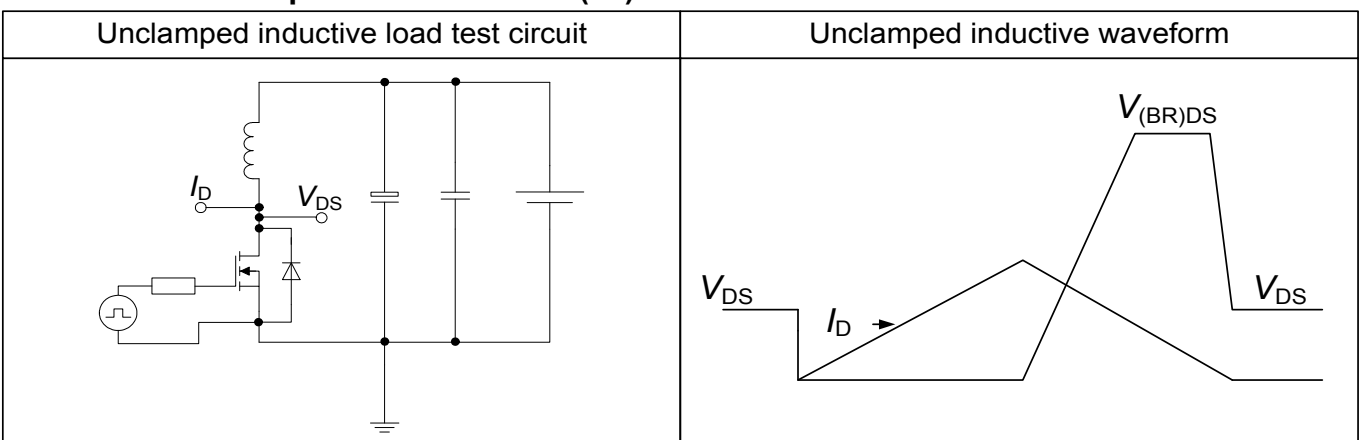 Unclamped inductive load test circuit
Unclamped inductive waveform
V(BR)DS
ID
VDS
VDS
ID
VDS